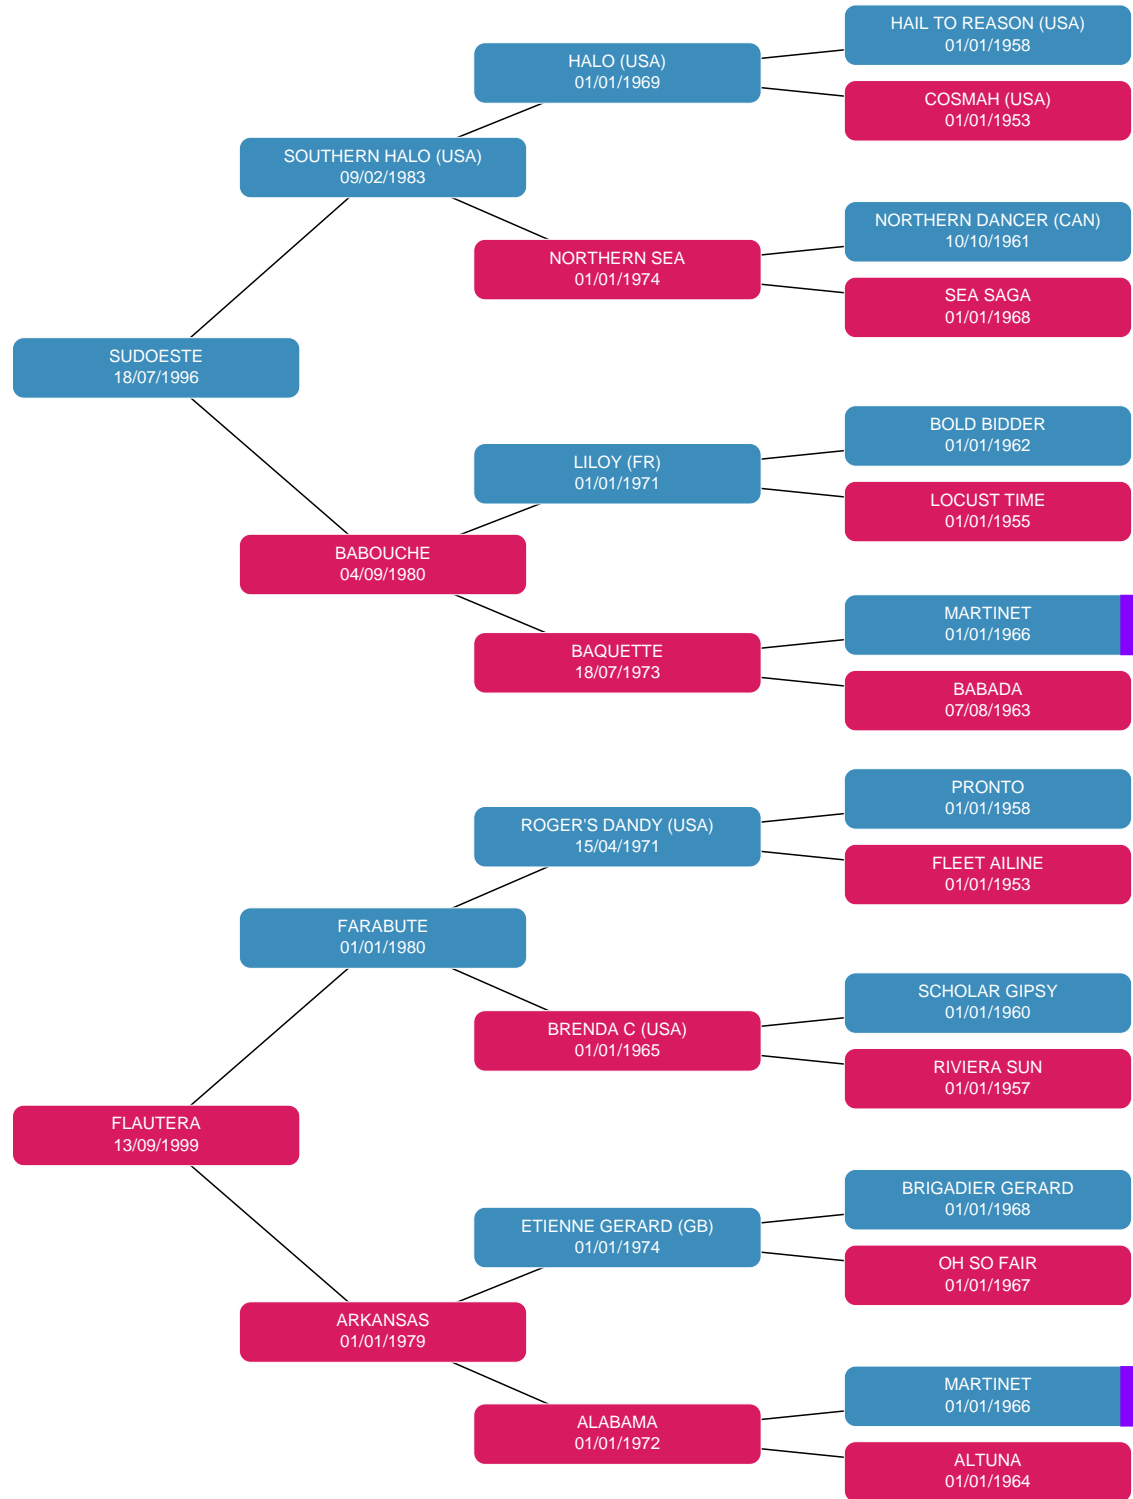 HAIL TO REASON (USA)
01/01/1958
HALO (USA)
01/01/1969
COSMAH (USA)
01/01/1953
SOUTHERN HALO (USA)
09/02/1983
NORTHERN DANCER (CAN)
10/10/1961
NORTHERN SEA
01/01/1974
SEA SAGA
01/01/1968
SUDOESTE
18/07/1996
BOLD BIDDER
01/01/1962
LILOY (FR)
01/01/1971
LOCUST TIME
01/01/1955
BABOUCHE
04/09/1980
MARTINET
01/01/1966
BAQUETTE
18/07/1973
BABADA
07/08/1963
PRONTO
01/01/1958
ROGER'S DANDY (USA)
15/04/1971
FLEET AILINE
01/01/1953
FARABUTE
01/01/1980
SCHOLAR GIPSY
01/01/1960
BRENDA C (USA)
01/01/1965
RIVIERA SUN
01/01/1957
FLAUTERA
13/09/1999
BRIGADIER GERARD
01/01/1968
ETIENNE GERARD (GB)
01/01/1974
OH SO FAIR
01/01/1967
ARKANSAS
01/01/1979
MARTINET
01/01/1966
ALABAMA
01/01/1972
ALTUNA
01/01/1964